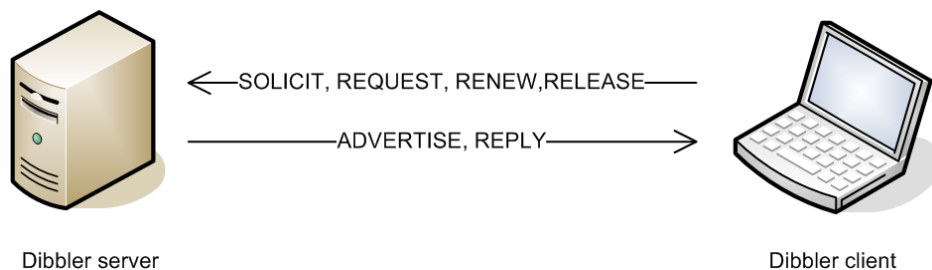 SOLICIT, REQUEST, RENEW,RELEASE
ADVERTISE, REPLY
Dibbler server
Dibbler client